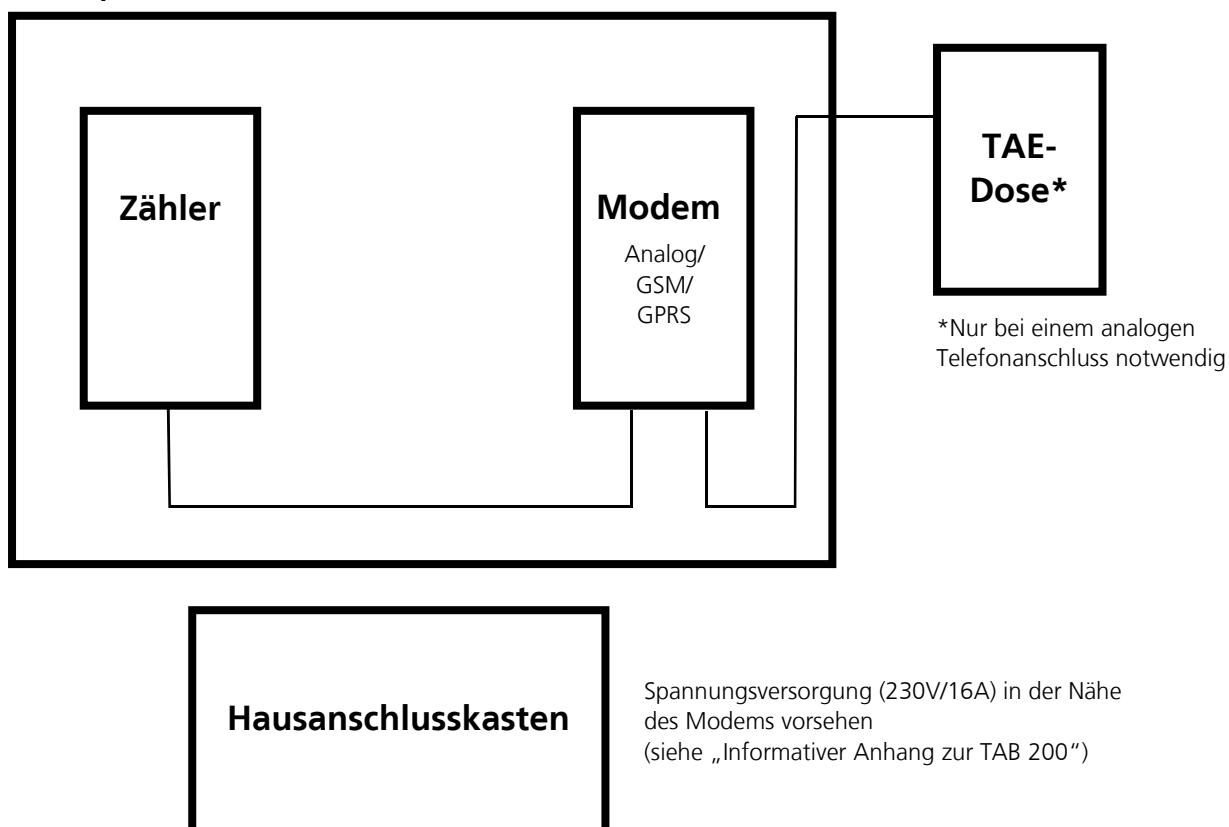 Zähler
Modem
Analog/
GSM/
GPRS
TAE-
Dose*
*Nur bei einem analogen
Telefonanschluss notwendig
Hausanschlusskasten
Spannungsversorgung (230V/16A) in der Nähe
des Modems vorsehen
(siehe „Informativer Anhang zur TAB 200“)